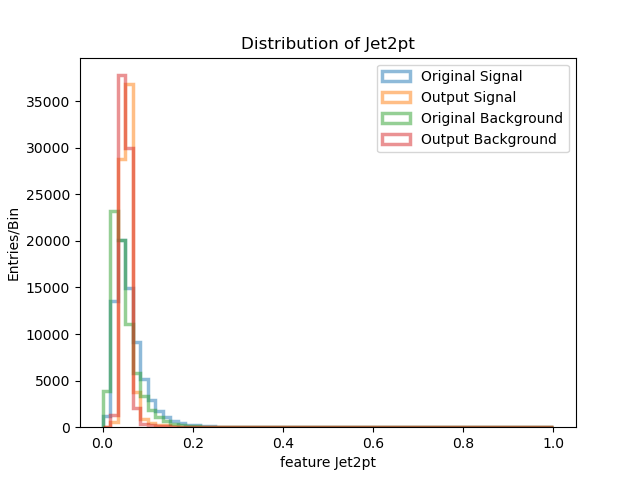 Distribution of Jet2pt
Original Signal
Output Signal
Original Background
Output Background
Entries/Bin
35000
30000
25000
20000
15000
10000
5000
0
0.0 0.2 0.4 0.6 0.8 1.0
feature Jet2pt